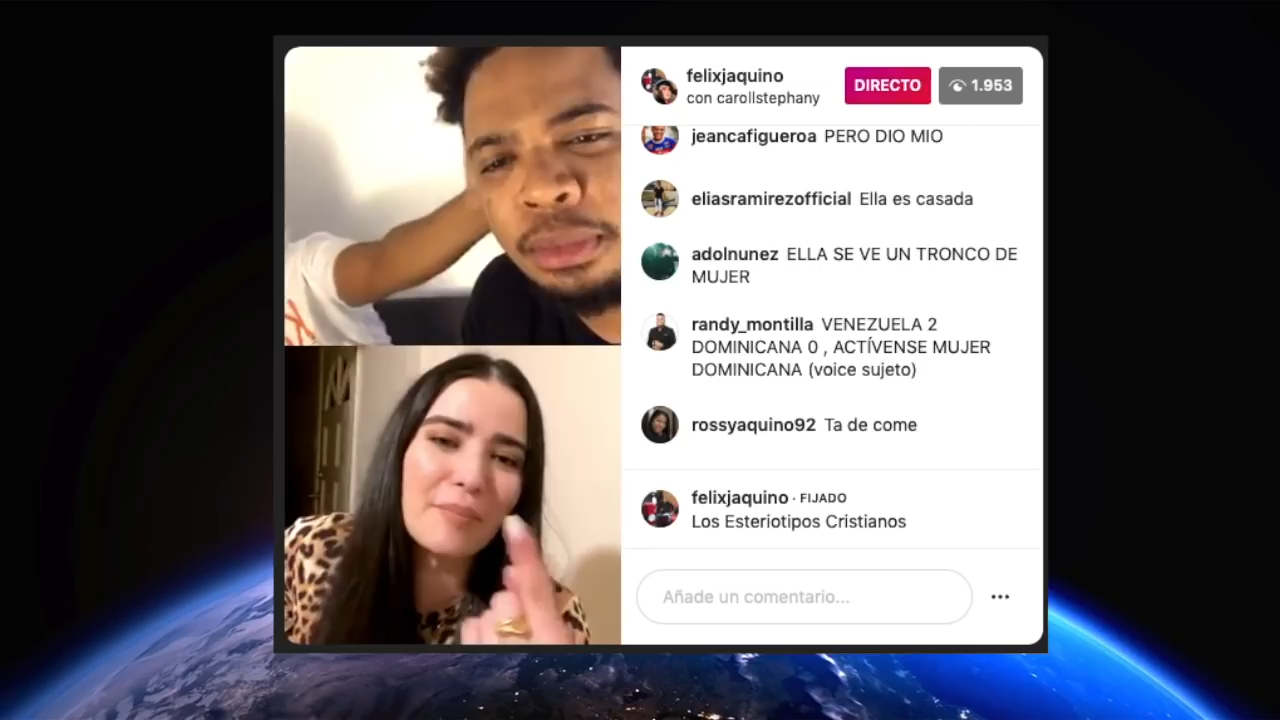 felixjaquino
con carollstephany
DIRECTO
1.953
jeancafigueroa PERO DIO MIO
eliasramirezofficial Ella es casada
adolnunez ELLA SE VE UN TRONCO DE
MUJER
randy_montilla VENEZUELA 2
DOMINICANA 0 , ACTÍVENSE MUJER
DOMINICANA (voice sujeto)
rossyaquino92 Ta de come
felixjaquino · FIJADO
Los Esteriotipos Cristianos
Añade un comentario...